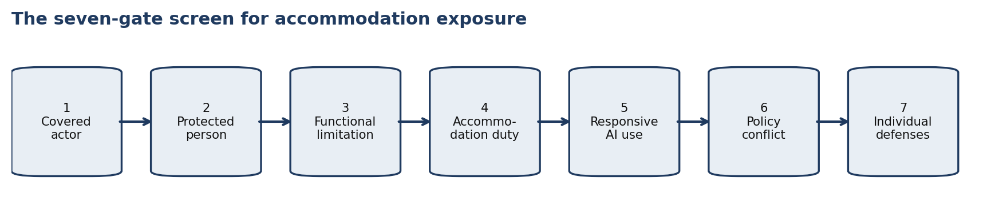 The seven-gate screen for accommodation exposure
1
Covered
actor
2
Protected
person
3
Functional
limitation
4
Accommo-
dation duty
5
Responsive
AI use
6
Policy
conflict
7
Individual
defenses